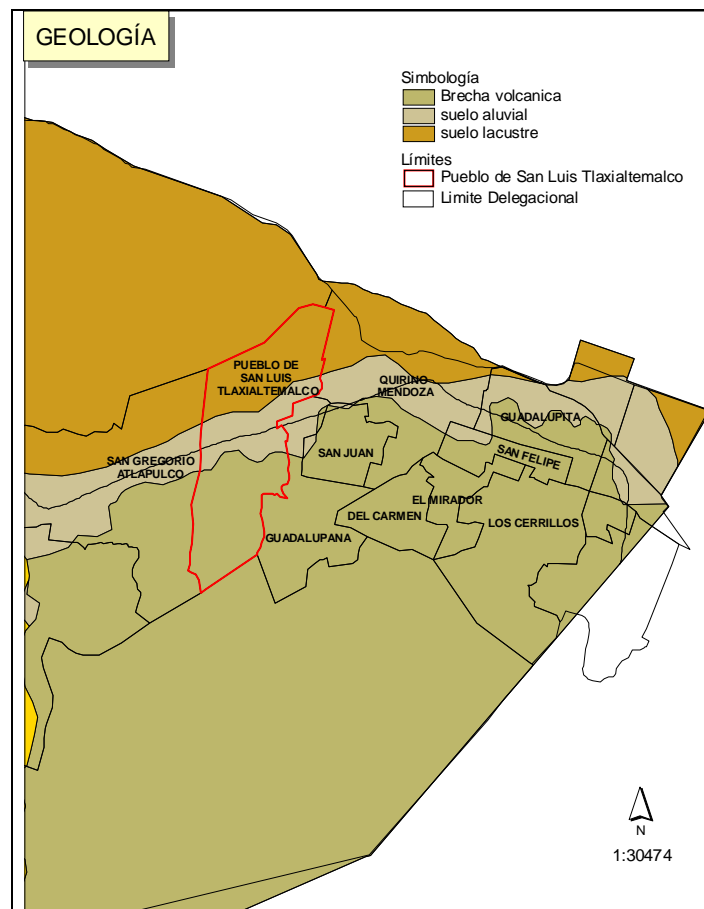 GEOLOGÍA
Simbología
Brecha volcanica
suelo aluvial
suelo lacustre
Límites
Pueblo de San Luis Tlaxialtemalco
Limite Delegacional
PUEBLO DE
SAN LUIS
TLAXIALTEMALCO
QUIRINO
MENDOZA
GUADALUPITA
SAN GREGORIO
ATLAPULCO
SAN JUAN
SAN FELIPE
EL MIRADOR
DEL CARMEN
LOS CERRILLOS
GUADALUPANA
N
1:30474